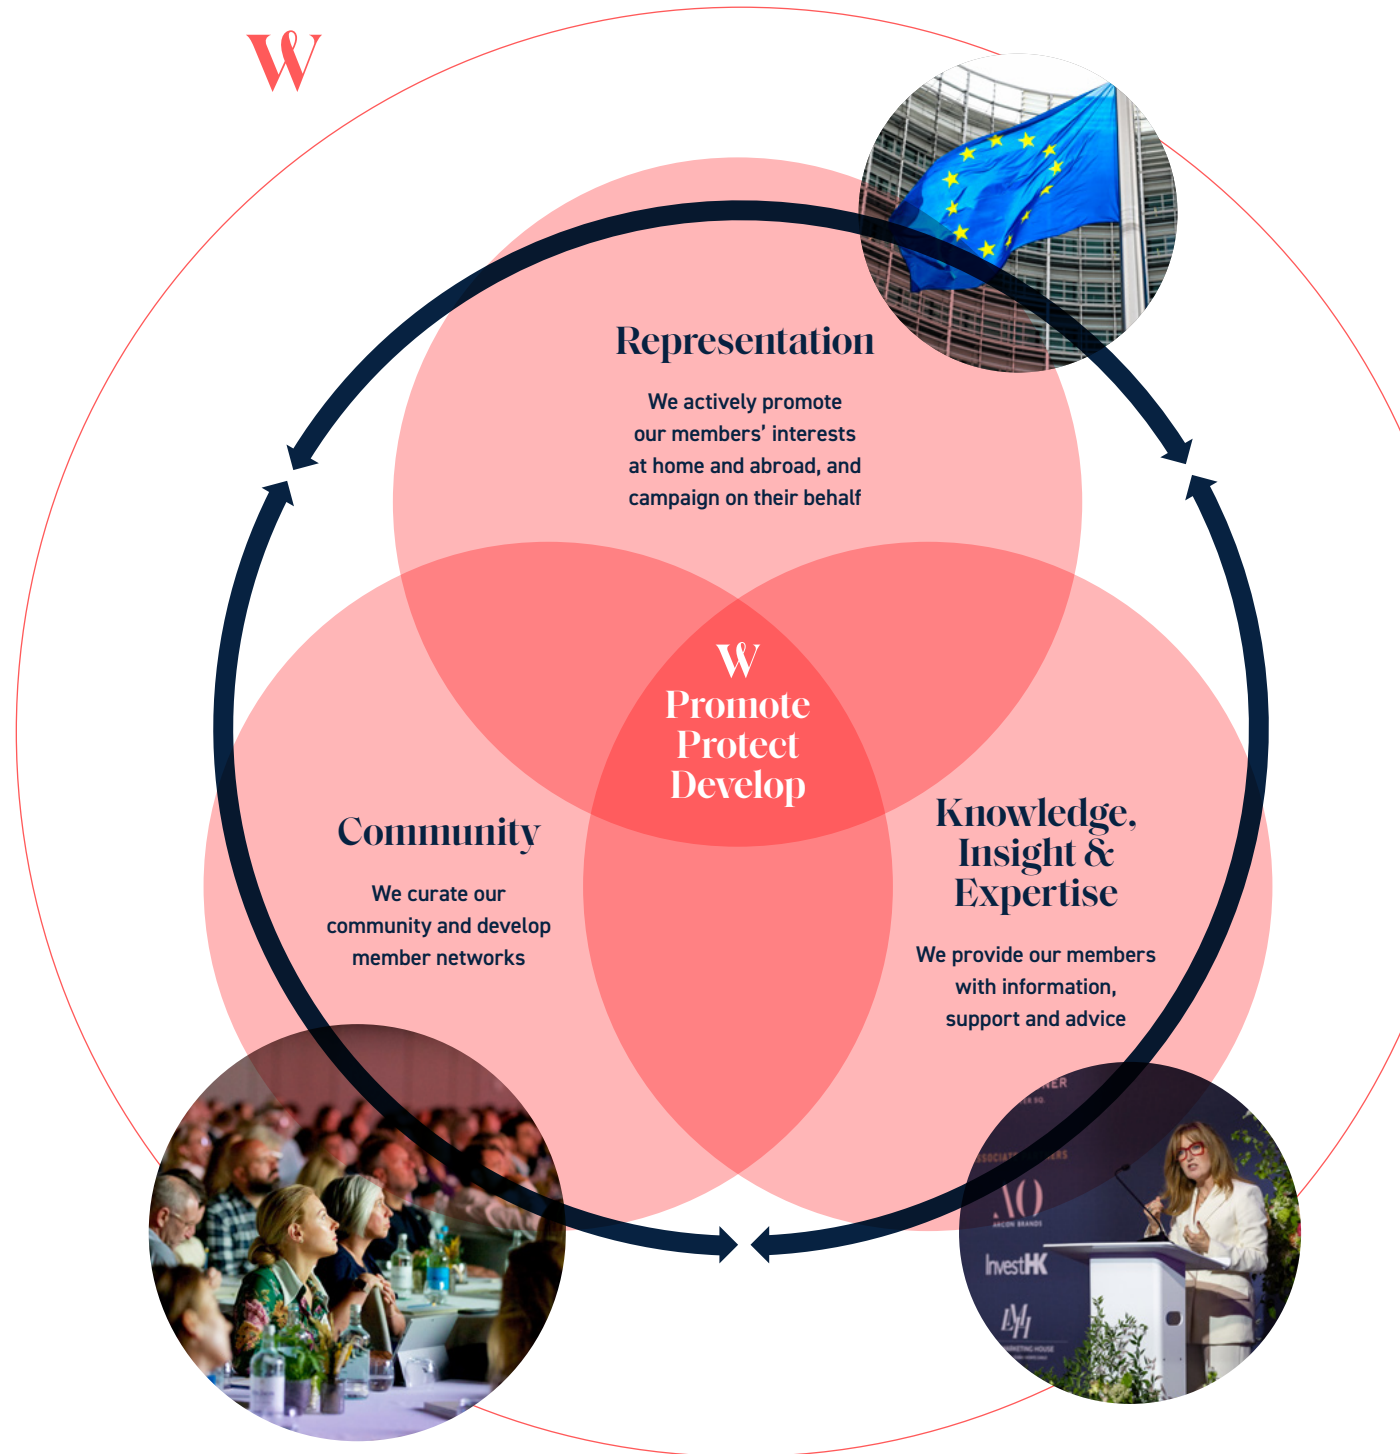 W
Representation
We actively promote
our members’ interests
at home and abroad, and
campaign on their behalf
W
Promote
Protect
Develop
Community
We curate our
community and develop
member networks
Knowledge,
Insight &
Expertise
We provide our members
with information,
support and advice
ARGON BRANDS
InvestHK